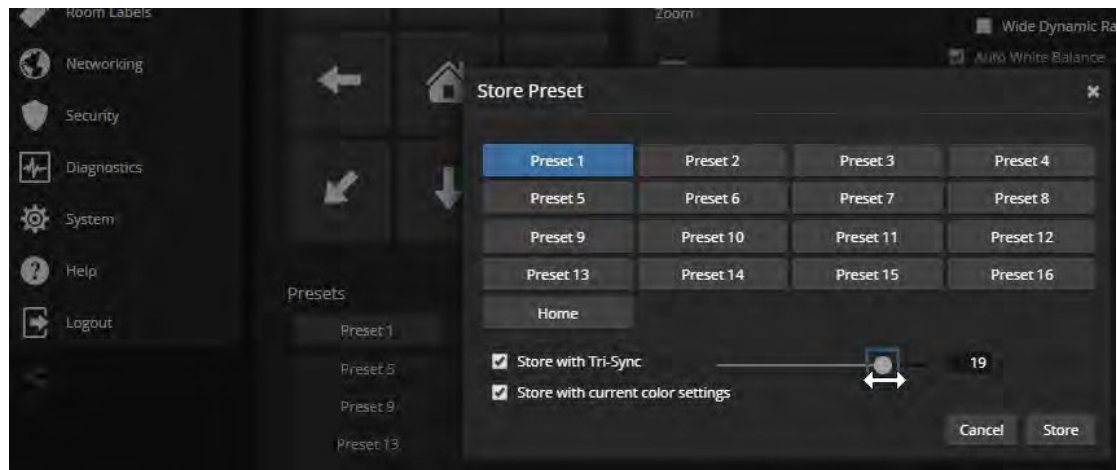 Room Labels
Networking
Security
Diagnostics
System
Help
Logout
Zoom
Wide Dynamic Ra
Auto White Balance
Presets
Preset 1
Preset 5
Preset 9
Preset 13
Store Preset
Preset 1 Preset 2 Preset 3 Preset 4
Preset 5 Preset 6 Preset 7 Preset 8
Preset 9 Preset 10 Preset 11 Preset 12
Preset 13 Preset 14 Preset 15 Preset 16
Home
Store with Tri-Sync 19
Store with current color settings
Cancel Store